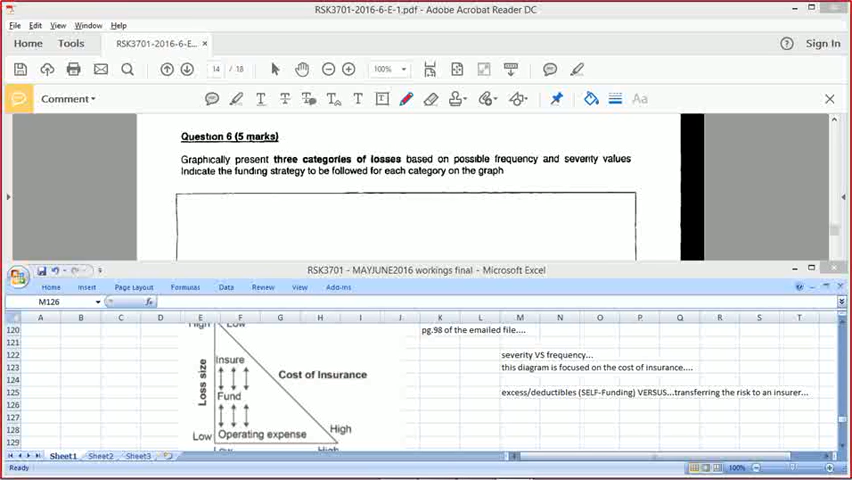 RSK3701-2016-6-E-1.pdf - Adobe Acrobat Reader DC
File Edit View Window Help
Home Tools RSK3701-2016-6-E... × Sign In
14 / 18 100%
Comment
Question 6 (5 marks)
Graphically present three categories of losses based on possible frequency and severity values
Indicate the funding strategy to be followed for each category on the graph
RSK3701 - MAYJUNE2016 workings final - Microsoft Excel
Home Insert Page Layout Formulas Data Review View Add-Ins
M126 fx
A B C D E F G H I J K L M N O P Q R S T
120 High Low pg.98 of the emailed file....
121
122 Insure severity VS frequency...
123 Cost of Insurance this diagram is focused on the cost of insurance....
124 Loss size
125 Fund excess/deductibles (SELF-Funding) VERSUS...transferring the risk to an insurer...
126
127
128 Low Operating expense High
129 Low High
Sheet1 Sheet2 Sheet3
Ready 100%